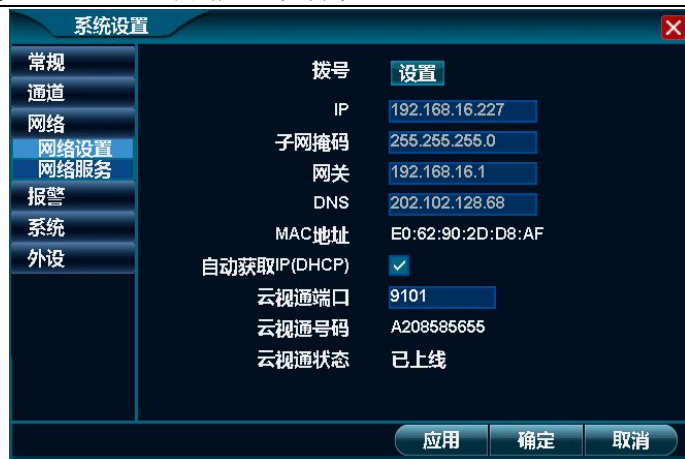 系统设置
常规
通道
网络
网络设置
网络服务
报警
系统
外设
拨号 设置
IP 192.168.16.227
子网掩码 255.255.255.0
网关 192.168.16.1
DNS 202.102.128.68
MAC地址 E0:62:90:2D:D8:AF
自动获取IP(DHCP)
云视通端口 9101
云视通号码 A208585655
云视通状态 已上线
应用 确定 取消